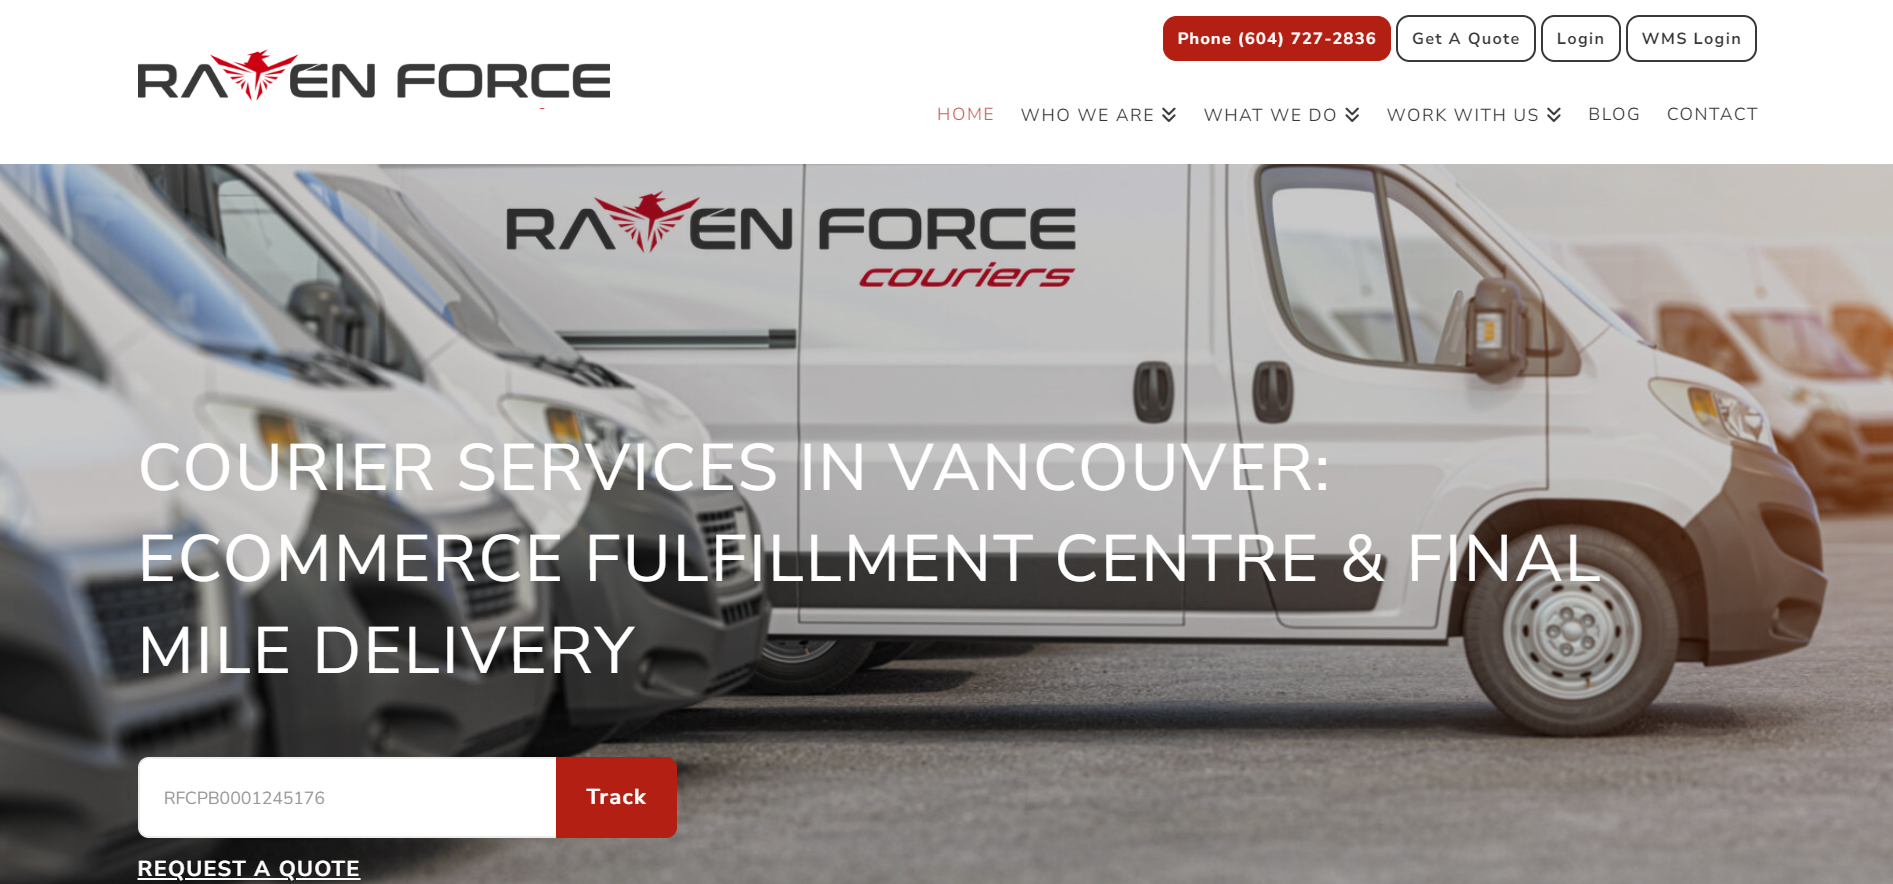 Phone (604) 727-2836
Get A Quote
Login
WMS Login
RAVEN FORCE
HOME
WHO WE ARE
WHAT WE DO
WORK WITH US
BLOG
CONTACT
RAVEN FORCE
couriers
COURIER SERVICES IN VANCOUVER:
ECOMMERCE FULFILLMENT CENTRE & FINAL
MILE DELIVERY
RFCPB0001245176
Track
REQUEST A QUOTE